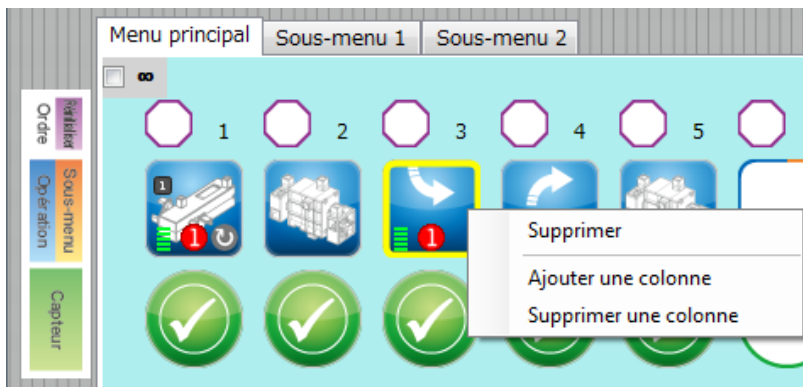 Menu principal
Sous-menu 1
Sous-menu 2
∞
1
2
3
4
5
Réinitialiser
Ordre
Sous-menu
Opération
Capteur
1
1
1
Supprimer
Ajouter une colonne
Supprimer une colonne